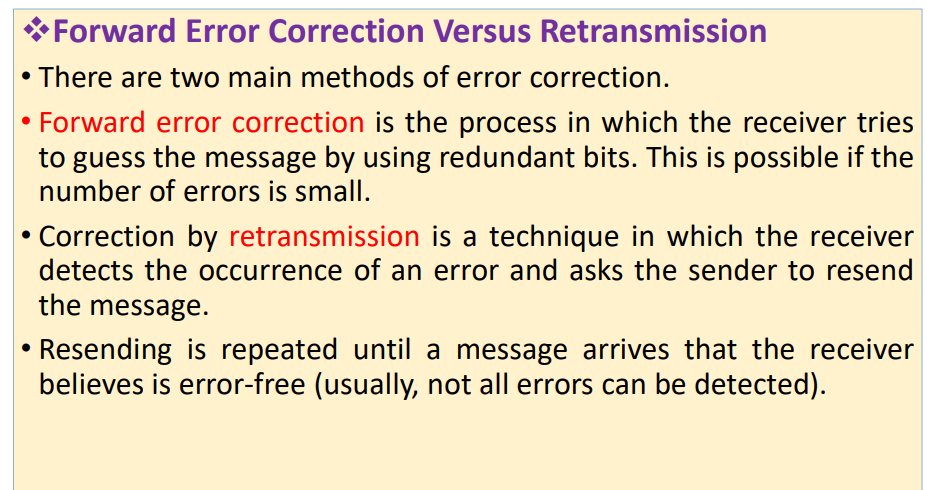 ❖Forward Error Correction Versus Retransmission
• There are two main methods of error correction.
• Forward error correction is the process in which the receiver tries
to guess the message by using redundant bits. This is possible if the
number of errors is small.
• Correction by retransmission is a technique in which the receiver
detects the occurrence of an error and asks the sender to resend
the message.
• Resending is repeated until a message arrives that the receiver
believes is error-free (usually, not all errors can be detected).